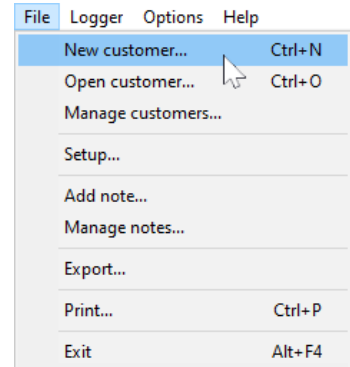 File Logger Options Help
New customer... Ctrl+N
Open customer... Ctrl+O
Manage customers...
Setup...
Add note...
Manage notes...
Export...
Print... Ctrl+P
Exit Alt+F4